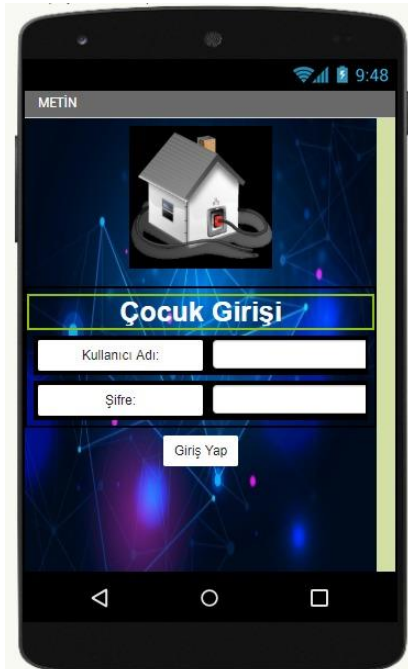 9:48
METİN
Çocuk Girişi
Kullanıcı Adı:
Şifre:
Giriş Yap